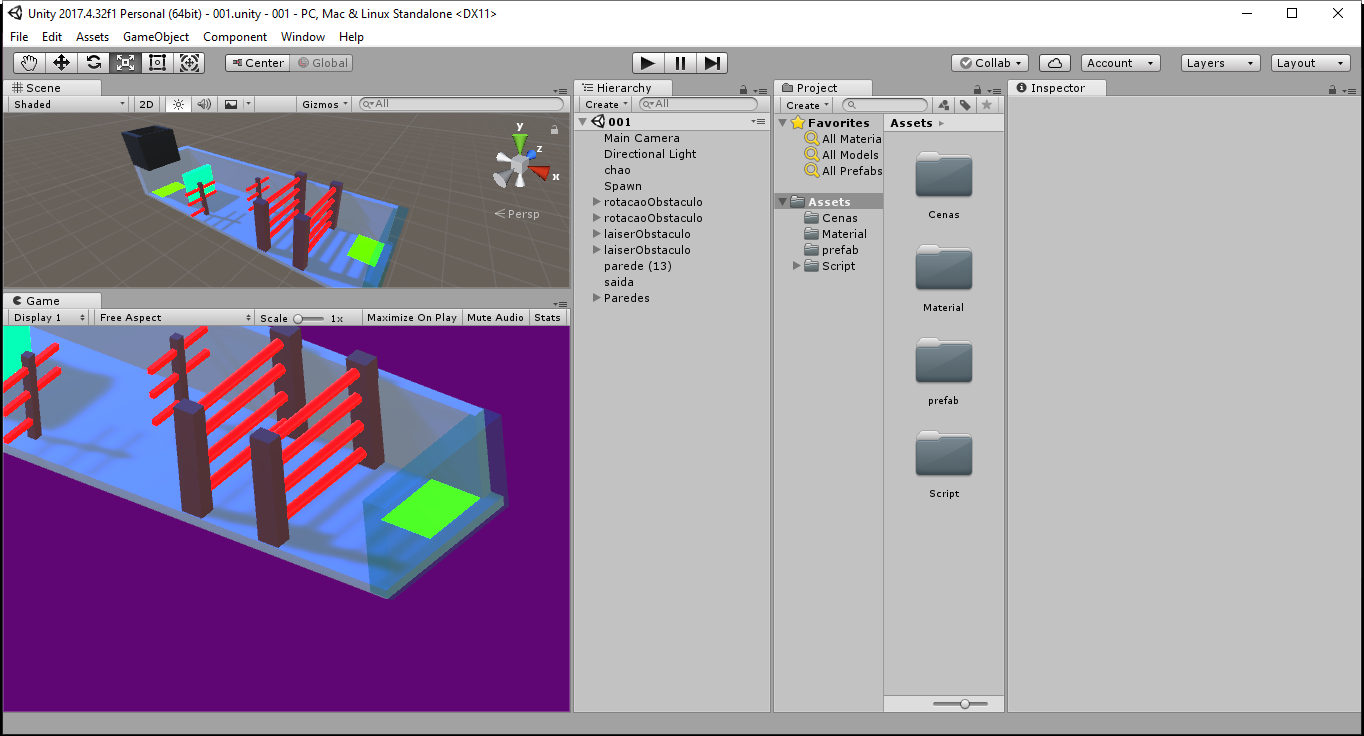 Unity 2017.4.32f1 Personal (64bit) - 001.unity - 001 - PC, Mac & Linux Standalone <DX11>
File Edit Assets GameObject Component Window Help
Center Global Collab Account Layers Layout
Scene
Shaded 2D Gizmos All
y
z
x
Persp
Game
Display 1 Free Aspect Scale 1x Maximize On Play Mute Audio Stats
Hierarchy
Create All
001
Main Camera
Directional Light
chao
Spawn
rotacaoObstaculo
rotacaoObstaculo
laiserObstaculo
laiserObstaculo
parede (13)
saida
Paredes
Project
Create
Favorites
All Materia
All Models
All Prefabs
Assets
Cenas
Material
prefab
Script
Assets
Cenas
Material
prefab
Script
Inspector